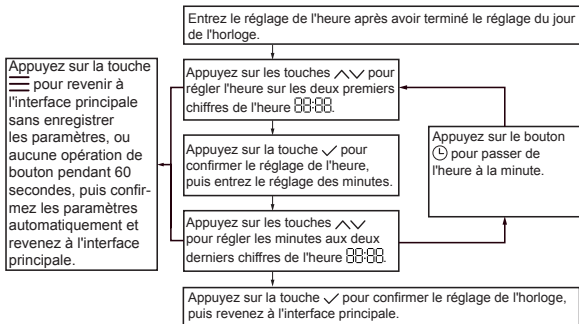 Entrez le réglage de l'heure après avoir terminé le réglage du jour
de l'horloge.
Appuyez sur la touche
pour revenir à
l'interface principale
sans enregistrer
les paramètres, ou
aucune opération de
bouton pendant 60
secondes, puis confir-
mez les paramètres
automatiquement et
revenez à l'interface
principale.
Appuyez sur les touches pour
régler l'heure sur les deux premiers
chiffres de l'heure 88:88.
Appuyez sur la touche ✓ pour
confirmer le réglage de l'heure,
puis entrez le réglage des minutes.
Appuyez sur les touches
pour régler les minutes aux deux
derniers chiffres de l'heure 88:88.
Appuyez sur le bouton
pour passer de
l'heure à la minute.
Appuyez sur la touche ✓ pour confirmer le réglage de l'horloge,
puis revenez à l'interface principale.